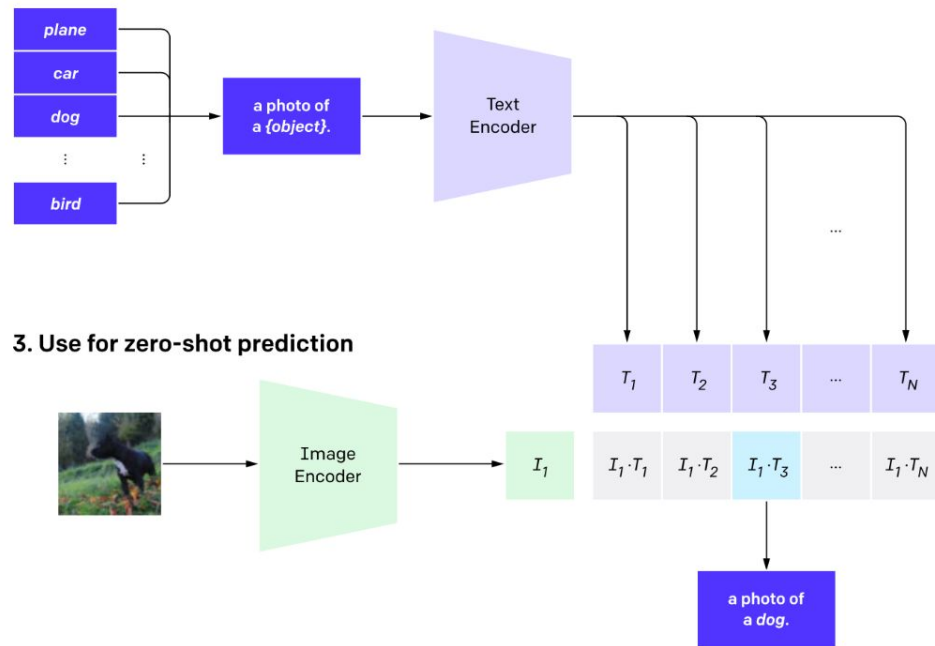 plane
car
dog
⋮
⋮
bird
a photo of
a {object}.
Text
Encoder
...
3. Use for zero-shot prediction
T1
T2
T3
...
TN
Image
Encoder
I1
I1·T1
I1·T2
I1·T3
...
I1·TN
a photo of
a dog.